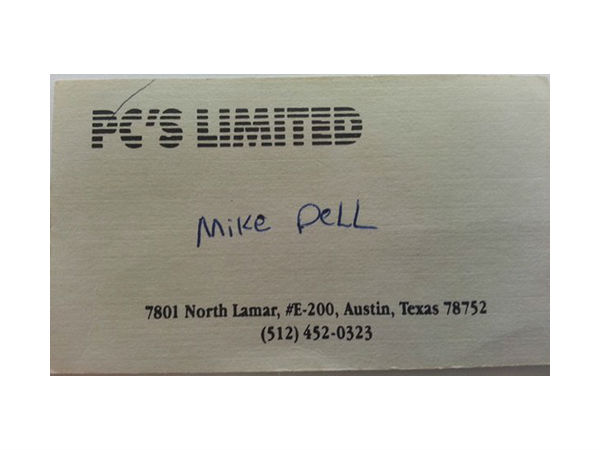 PC'S LIMITED
Mike Dell
7801 North Lamar, #E-200, Austin, Texas 78752
(512) 452-0323